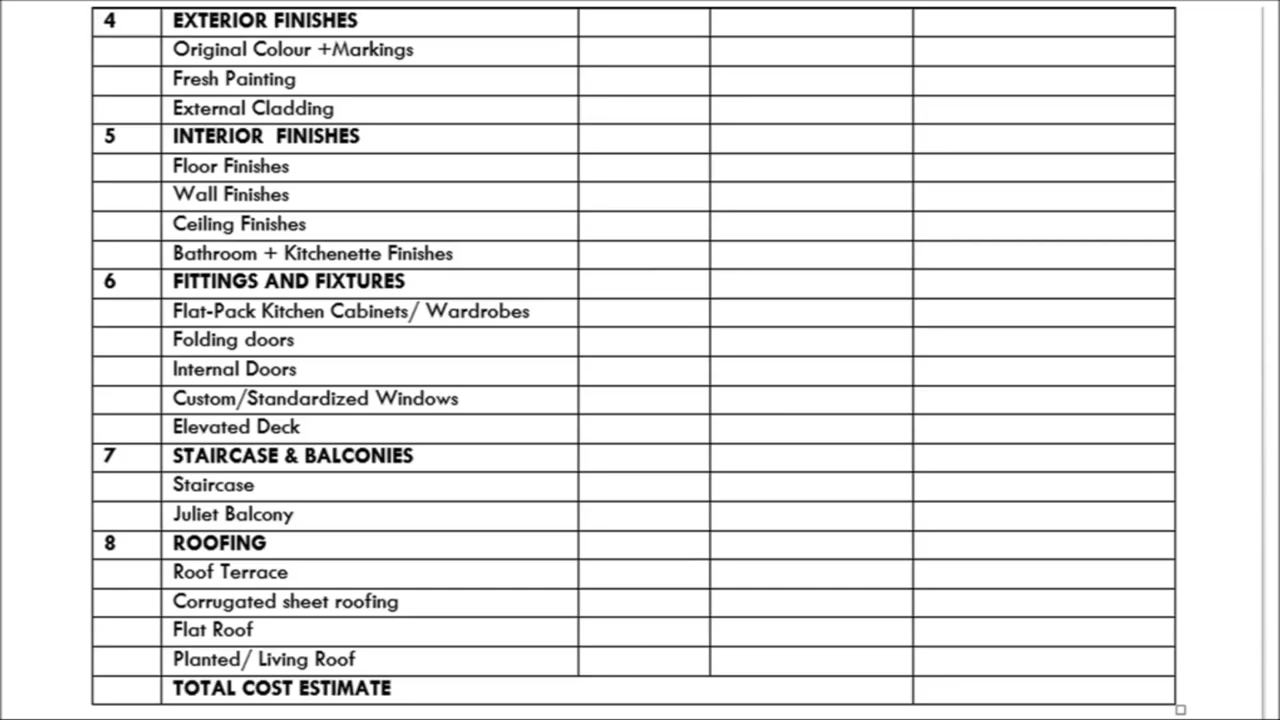 4 EXTERIOR FINISHES
Original Colour +Markings
Fresh Painting
External Cladding
5 INTERIOR  FINISHES
Floor Finishes
Wall Finishes
Ceiling Finishes
Bathroom + Kitchenette Finishes
6 FITTINGS AND FIXTURES
Flat-Pack Kitchen Cabinets/ Wardrobes
Folding doors
Internal Doors
Custom/Standardized Windows
Elevated Deck
7 STAIRCASE & BALCONIES
Staircase
Juliet Balcony
8 ROOFING
Roof Terrace
Corrugated sheet roofing
Flat Roof
Planted/ Living Roof
TOTAL COST ESTIMATE